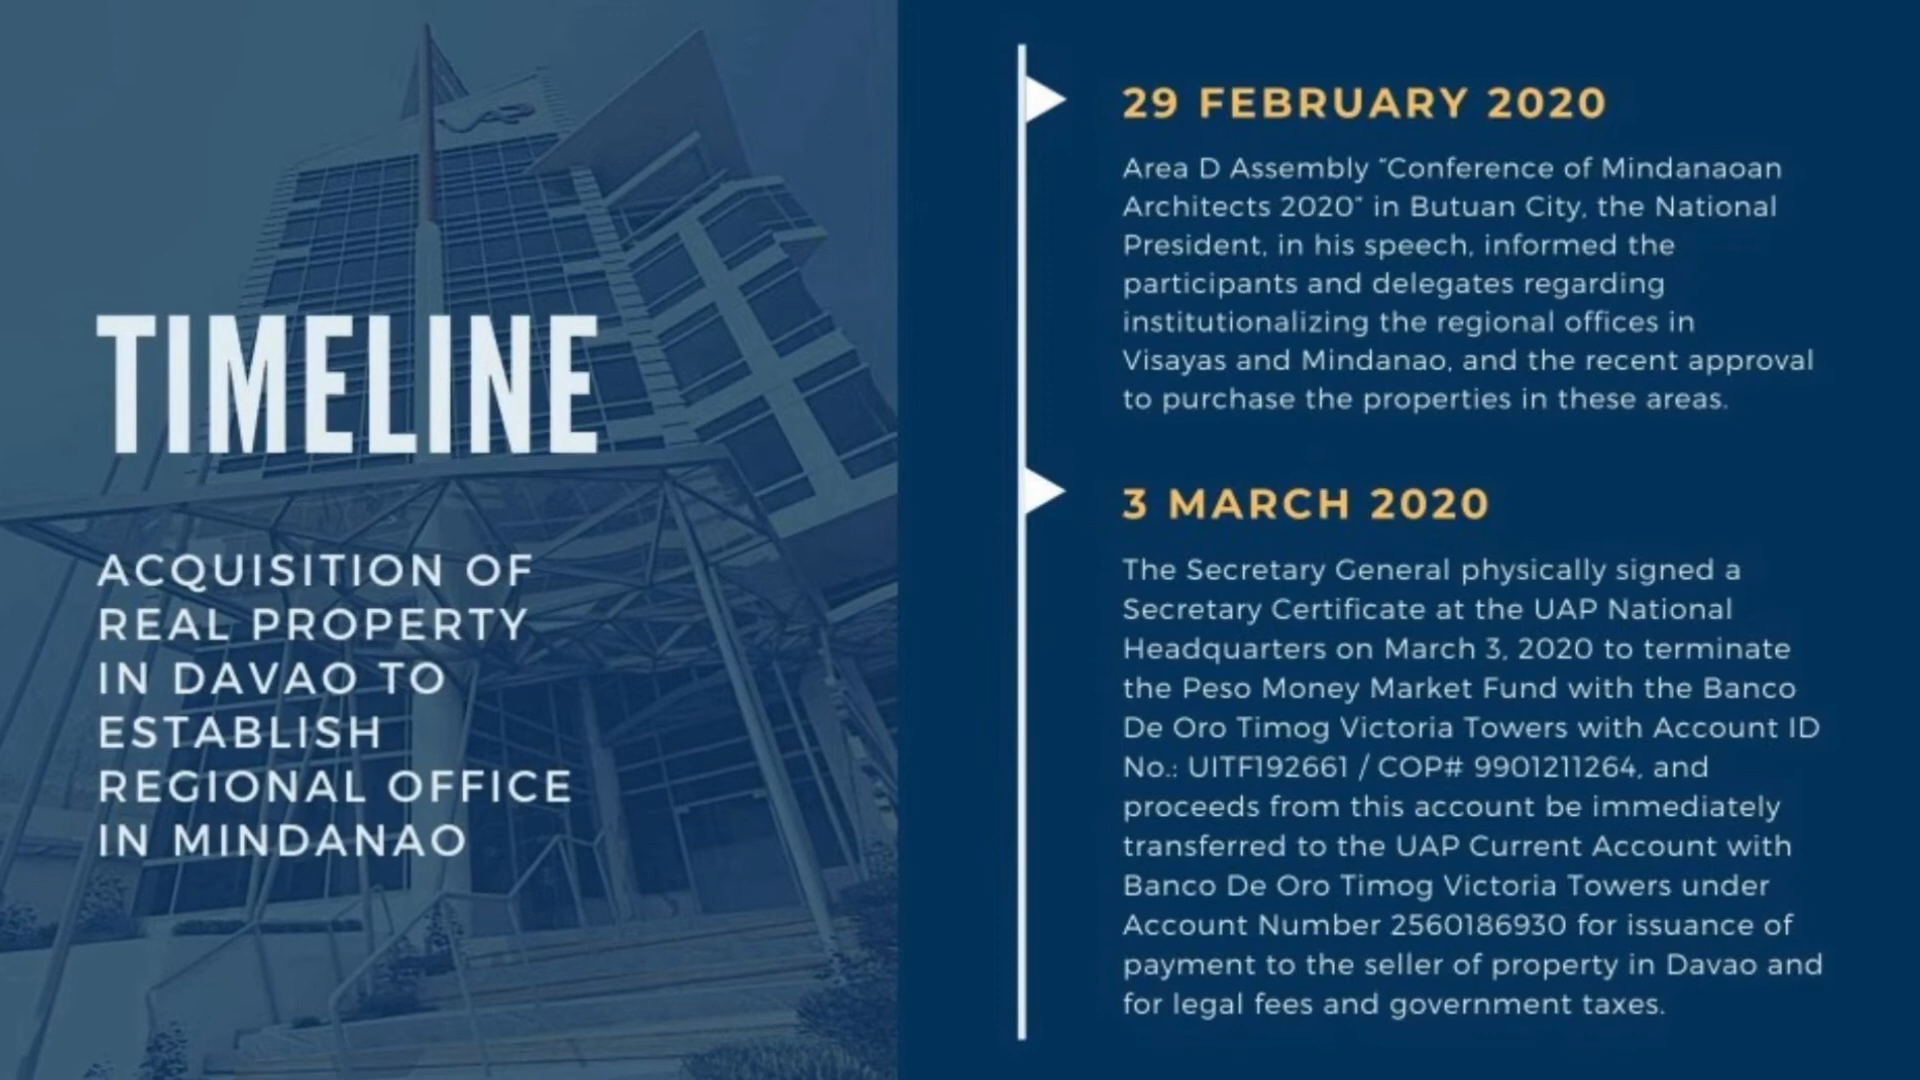 TIMELINE
ACQUISITION OF
REAL PROPERTY
IN DAVAO TO
ESTABLISH
REGIONAL OFFICE
IN MINDANAO
29 FEBRUARY 2020
Area D Assembly “Conference of Mindanaoan
Architects 2020” in Butuan City, the National
President, in his speech, informed the
participants and delegates regarding
institutionalizing the regional offices in
Visayas and Mindanao, and the recent approval
to purchase the properties in these areas.
3 MARCH 2020
The Secretary General physically signed a
Secretary Certificate at the UAP National
Headquarters on March 3, 2020 to terminate
the Peso Money Market Fund with the Banco
De Oro Timog Victoria Towers with Account ID
No.: UITF192661 / COP# 9901211264, and
proceeds from this account be immediately
transferred to the UAP Current Account with
Banco De Oro Timog Victoria Towers under
Account Number 2560186930 for issuance of
payment to the seller of property in Davao and
for legal fees and government taxes.